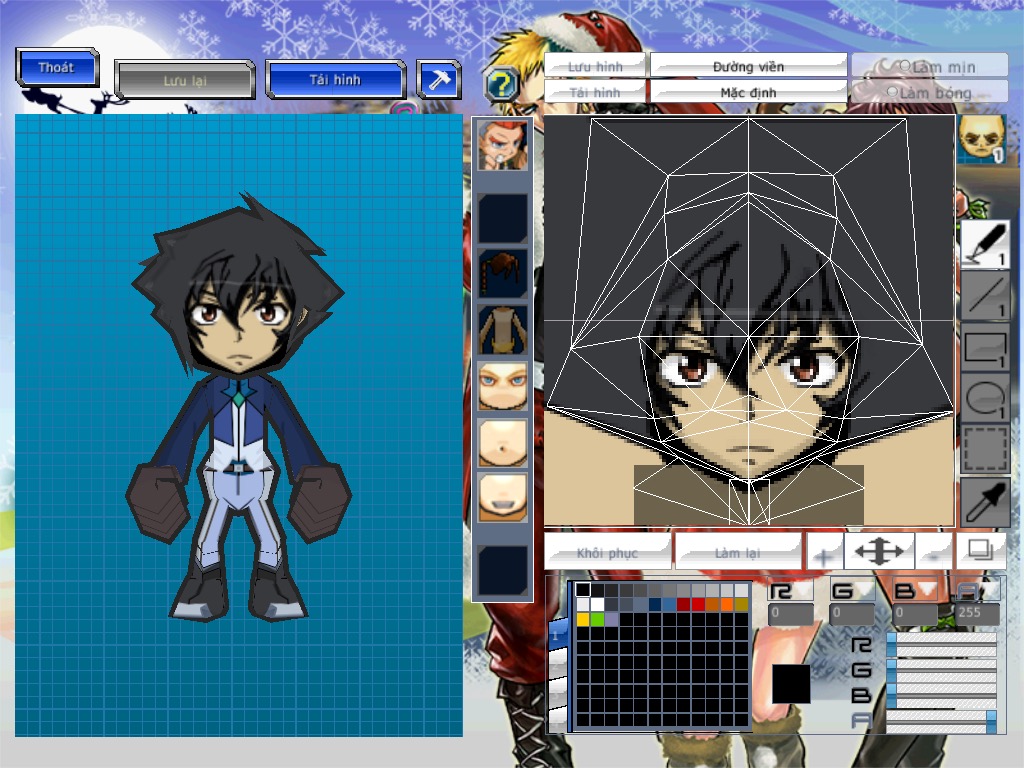 Thoát
Lưu lại
Tải hình
?
Lưu hình
Đường viền
Làm mịn
Tải hình
Mặc định
Làm bóng
1
1
1
1
1
Khôi phục
Làm lại
+
-
R
G
B
A
0
0
0
255
1
R
G
B
A